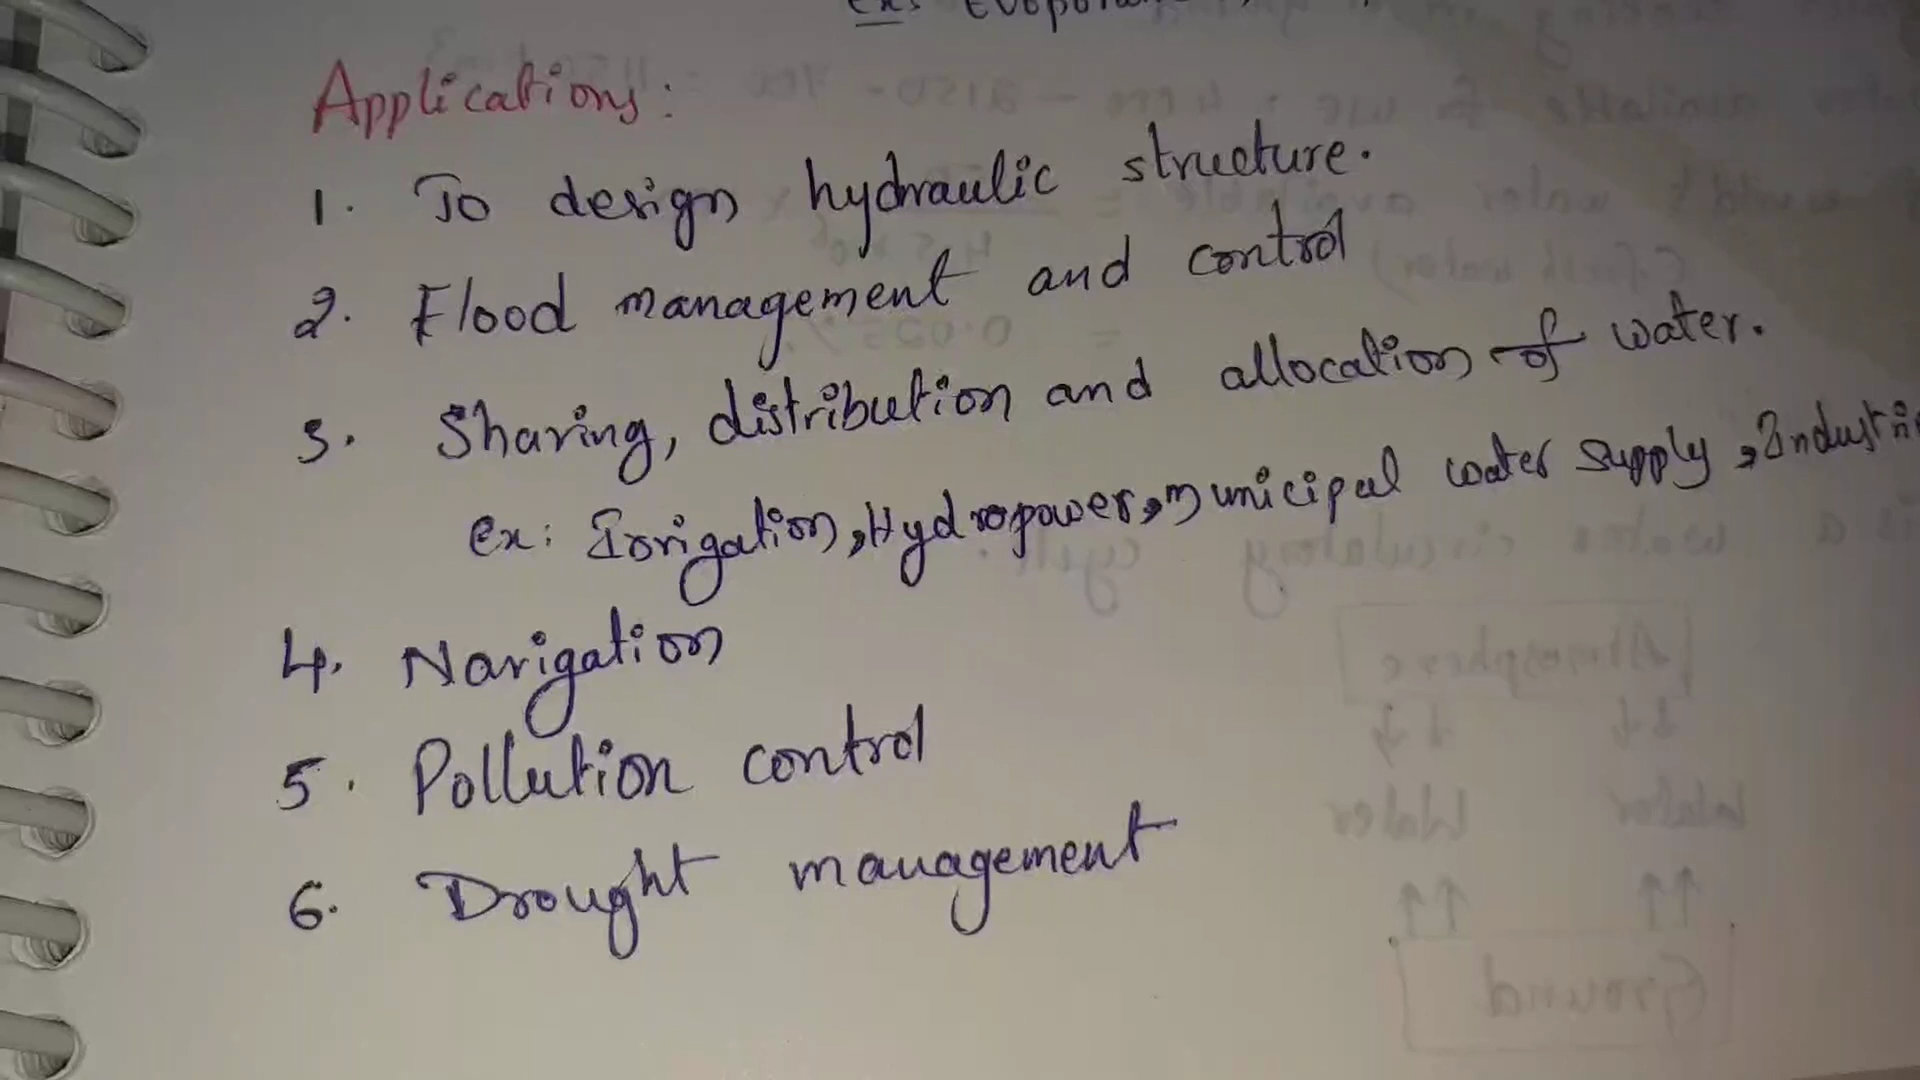 ex:
Applications:
1. To design hydraulic structure.
2. Flood management and control
3. Sharing, distribution and allocation of water.
ex: Irrigation, Hydropower, municipal water supply,
4. Navigation
5. Pollution control
6. Drought management